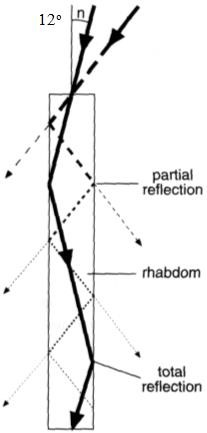 12° n
partial
reflection
rhabdom
total
reflection